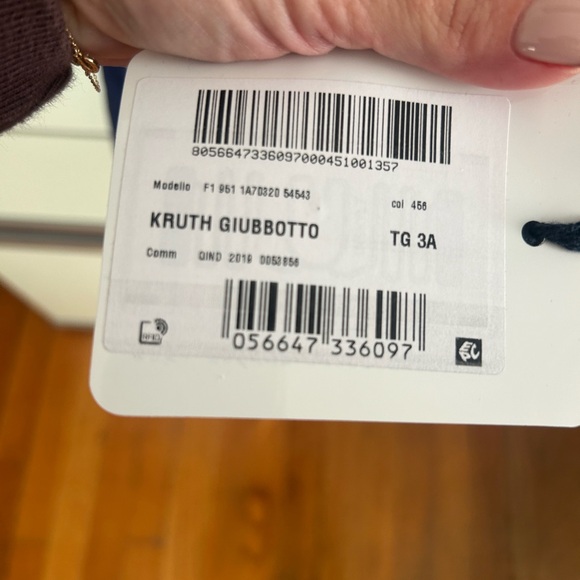 8056647336097000451001357
Modello F1 951 1A70320 54543
col 456
KRUTH GIUBBOTTO
TG 3A
Comm QIND 2019 0053856
056647 336097